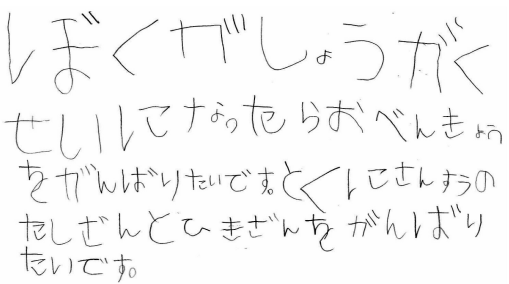 ぼくがしょうがく
せいになったらおべんきょう
をがんばりたいです。とくにさんすうの
たしざんとひきざんをがんばり
たいです。